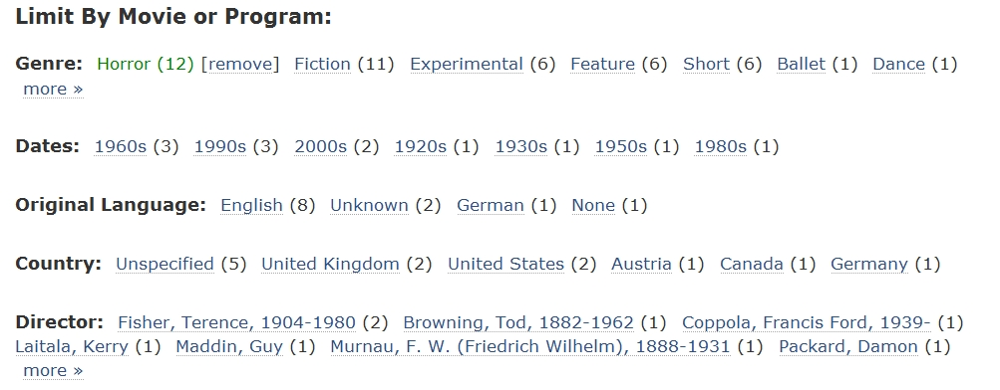 Limit By Movie or Program:
Genre: Horror (12) [remove] Fiction (11) Experimental (6) Feature (6) Short (6) Ballet (1) Dance (1)
more »
Dates: 1960s (3) 1990s (3) 2000s (2) 1920s (1) 1930s (1) 1950s (1) 1980s (1)
Original Language: English (8) Unknown (2) German (1) None (1)
Country: Unspecified (5) United Kingdom (2) United States (2) Austria (1) Canada (1) Germany (1)
Director: Fisher, Terence, 1904-1980 (2) Browning, Tod, 1882-1962 (1) Coppola, Francis Ford, 1939- (1)
Laitala, Kerry (1) Maddin, Guy (1) Murnau, F. W. (Friedrich Wilhelm), 1888-1931 (1) Packard, Damon (1)
more »